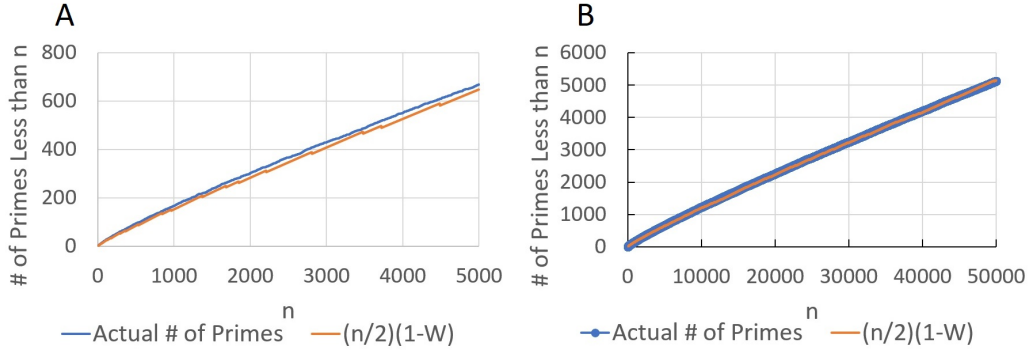 A
# of Primes Less than n
800
600
400
200
0
0 1000 2000 3000 4000 5000
n
Actual # of Primes (n/2)(1-W)
B
# of Primes Less than n
6000
5000
4000
3000
2000
1000
0
0 10000 20000 30000 40000 50000
n
Actual # of Primes (n/2)(1-W)